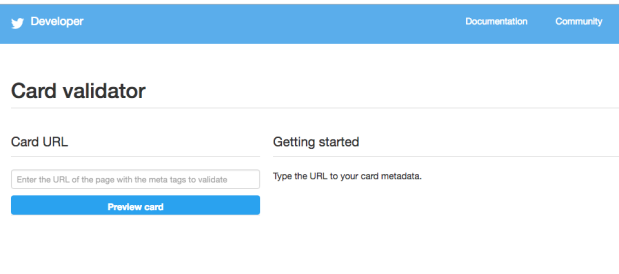 Developer
Documentation
Community
Card validator
Card URL
Getting started
Enter the URL of the page with the meta tags to validate
Type the URL to your card metadata.
Preview card